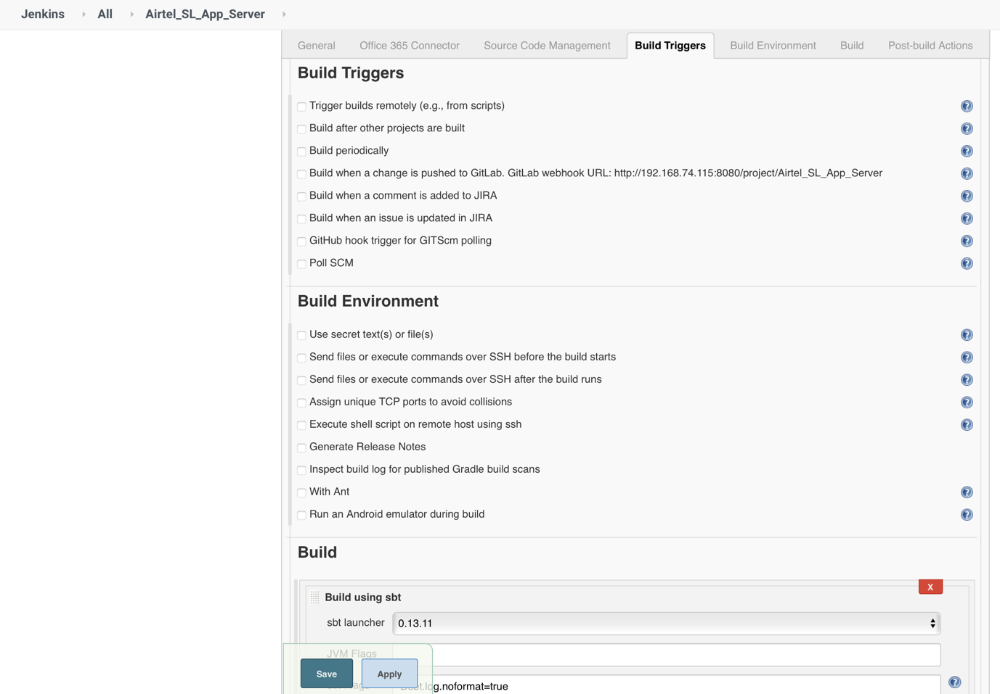 Jenkins All Airtel_SL_App_Server
General Office 365 Connector Source Code Management Build Triggers Build Environment Build Post-build Actions
Build Triggers
Trigger builds remotely (e.g., from scripts)
Build after other projects are built
Build periodically
Build when a change is pushed to GitLab. GitLab webhook URL: http://192.168.74.115:8080/project/Airtel_SL_App_Server
Build when a comment is added to JIRA
Build when an issue is updated in JIRA
GitHub hook trigger for GITScm polling
Poll SCM
Build Environment
Use secret text(s) or file(s)
Send files or execute commands over SSH before the build starts
Send files or execute commands over SSH after the build runs
Assign unique TCP ports to avoid collisions
Execute shell script on remote host using ssh
Generate Release Notes
Inspect build log for published Gradle build scans
With Ant
Run an Android emulator during build
Build
X
Build using sbt
sbt launcher 0.13.11
JVM Flags
Save Apply g.noformat=true